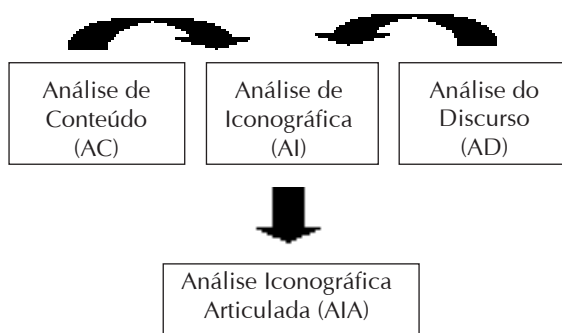 Análise de
Conteúdo
(AC)
Análise de
Iconográfica
(AI)
Análise do
Discurso
(AD)
Análise Iconográfica
Articulada (AIA)